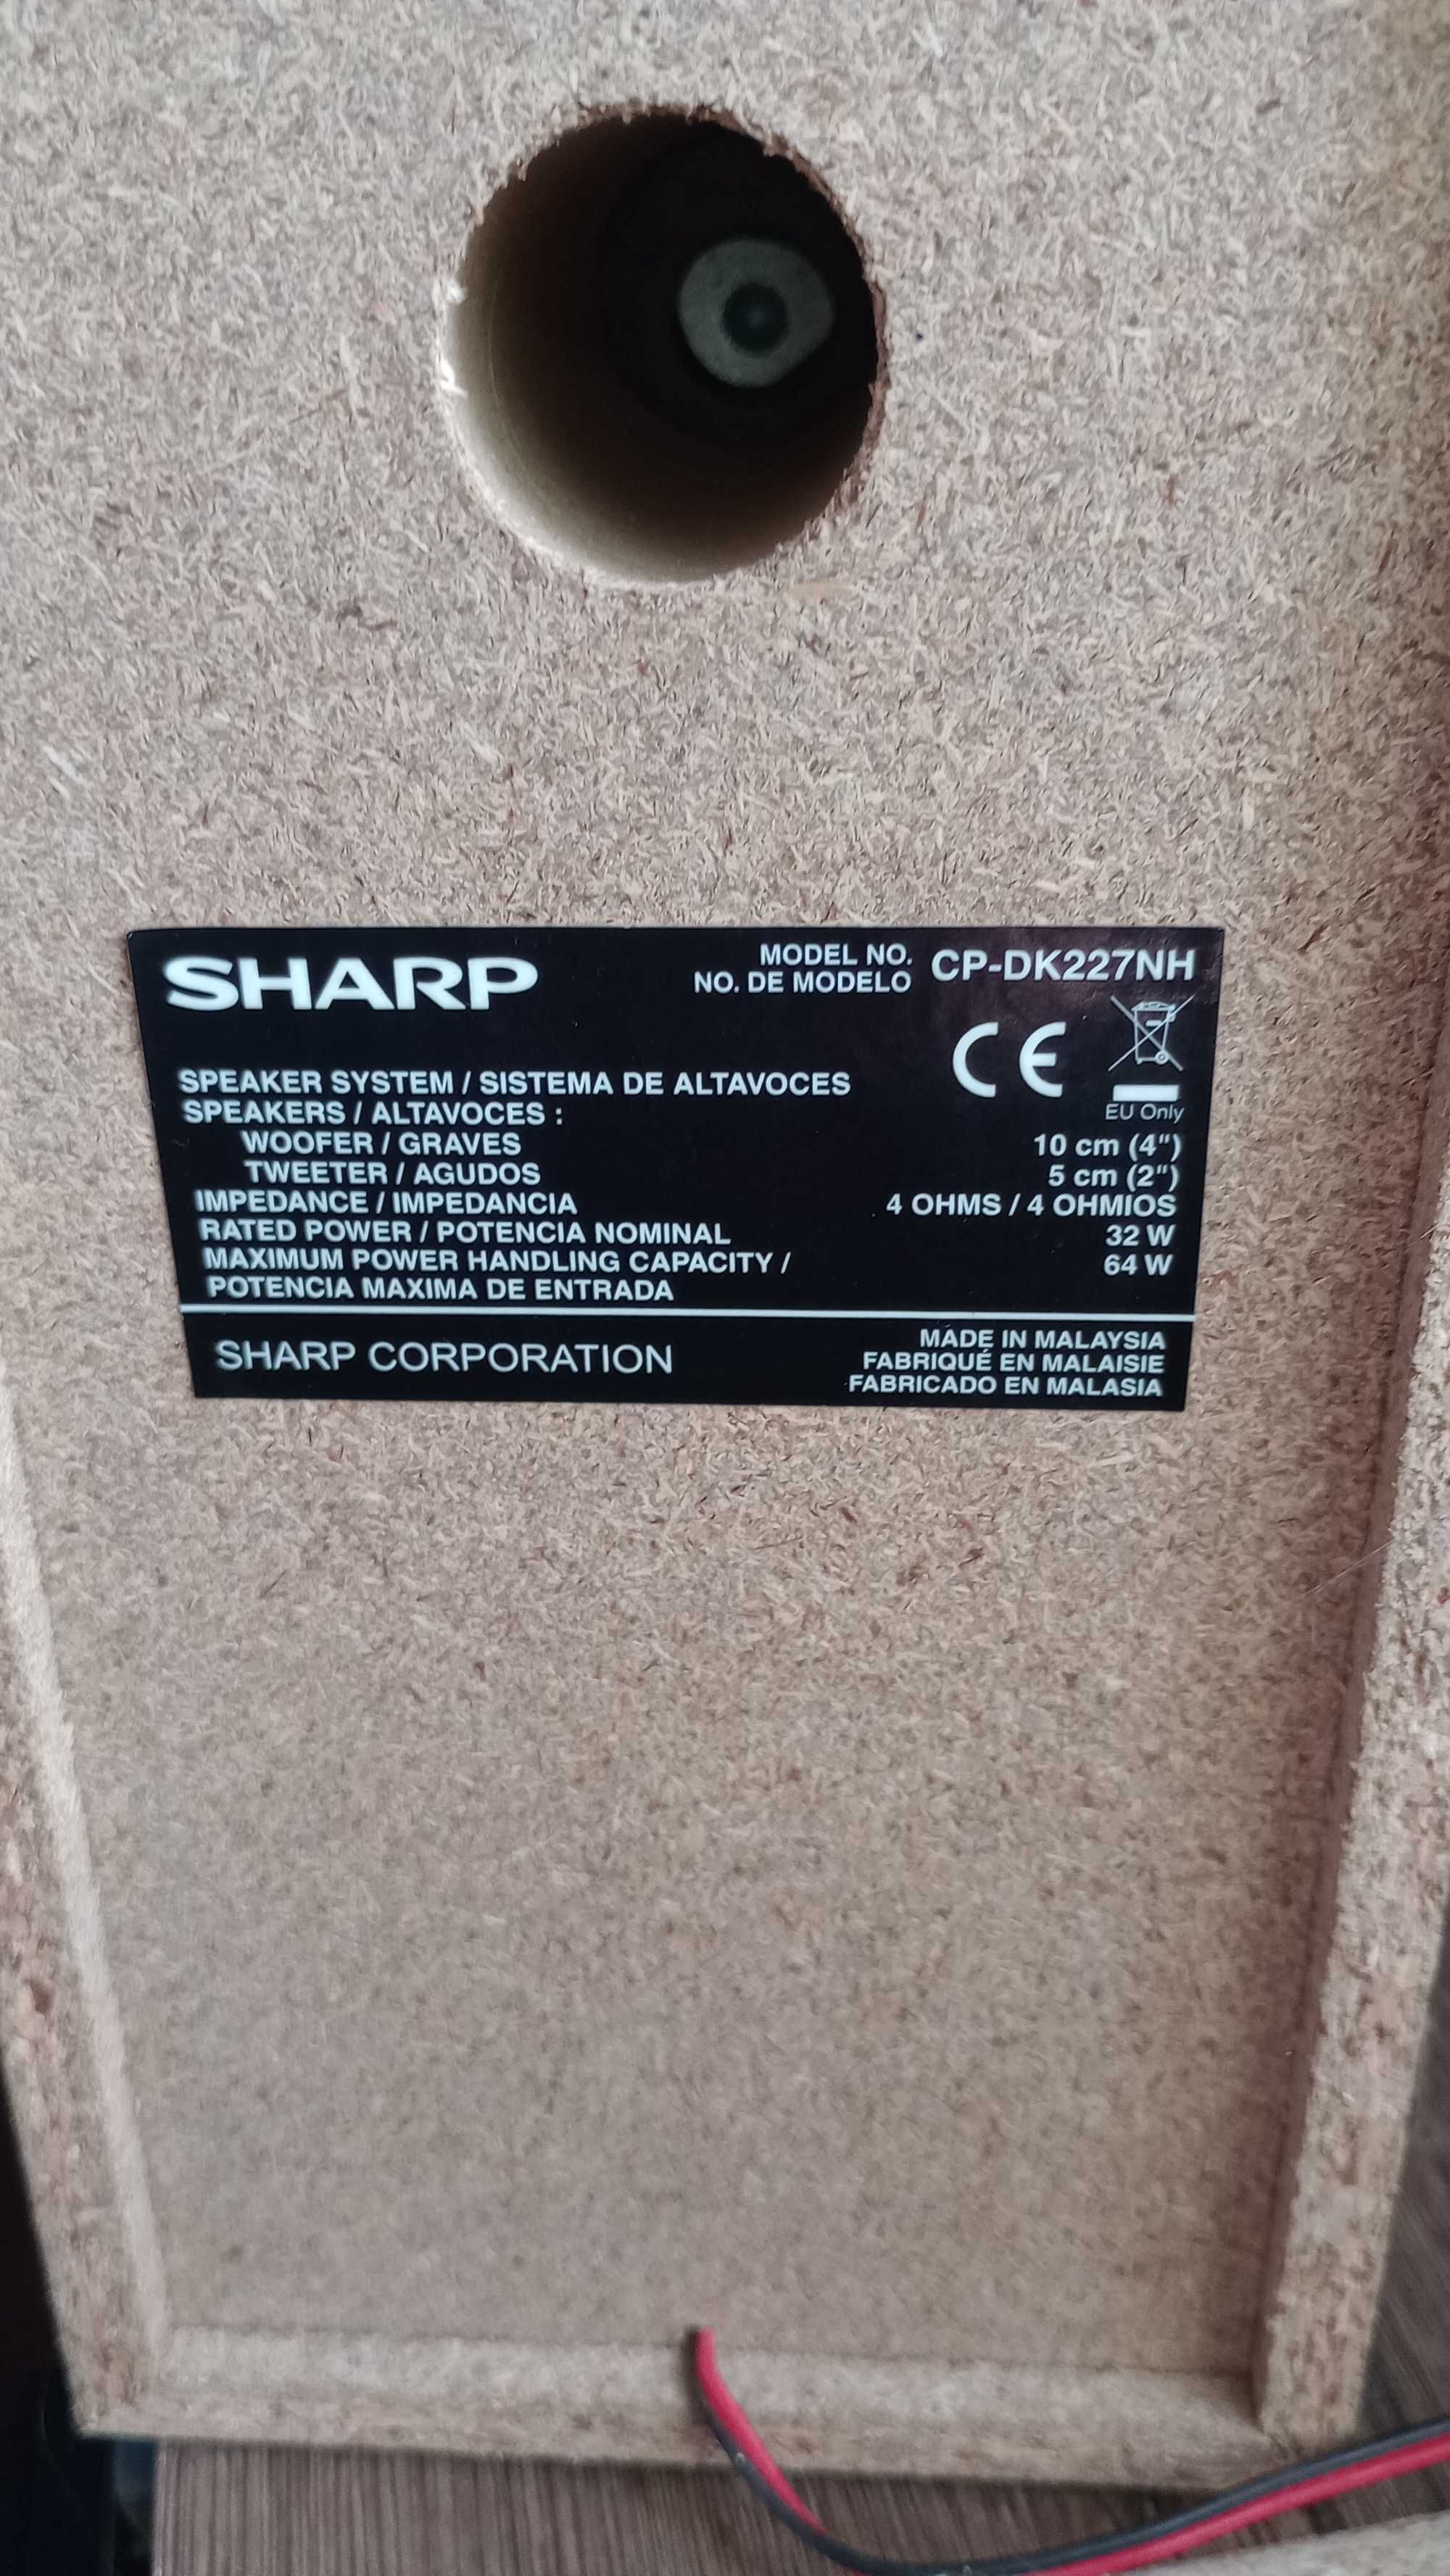 SHARP
MODEL NO.
NO. DE MODELO
CP-DK227NH
CE
EU Only
SPEAKER SYSTEM / SISTEMA DE ALTAVOCES
SPEAKERS / ALTAVOCES :
WOOFER / GRAVES 10 cm (4")
TWEETER / AGUDOS 5 cm (2")
IMPEDANCE / IMPEDANCIA 4 OHMS / 4 OHMIOS
RATED POWER / POTENCIA NOMINAL 32 W
MAXIMUM POWER HANDLING CAPACITY / 64 W
POTENCIA MAXIMA DE ENTRADA
SHARP CORPORATION
MADE IN MALAYSIA
FABRIQUÉ EN MALAISIE
FABRICADO EN MALASIA